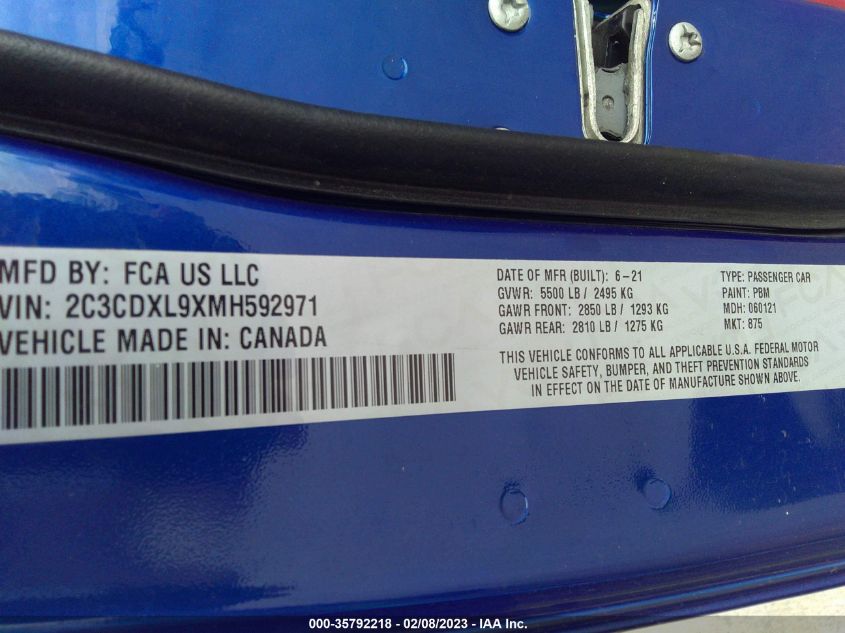 MFD BY: FCA US LLC
VIN: 2C3CDXL9XMH592971
VEHICLE MADE IN: CANADA
DATE OF MFR (BUILT): 6-21
GVWR: 5500 LB / 2495 KG
GAWR FRONT: 2850 LB / 1293 KG
GAWR REAR: 2810 LB / 1275 KG
TYPE: PASSENGER CAR
PAINT: PBM
MDH: 060121
MKT: 875
THIS VEHICLE CONFORMS TO ALL APPLICABLE U.S.A. FEDERAL MOTOR
VEHICLE SAFETY, BUMPER, AND THEFT PREVENTION STANDARDS
IN EFFECT ON THE DATE OF MANUFACTURE SHOWN ABOVE.
000-35792218 - 02/08/2023 - IAA Inc.